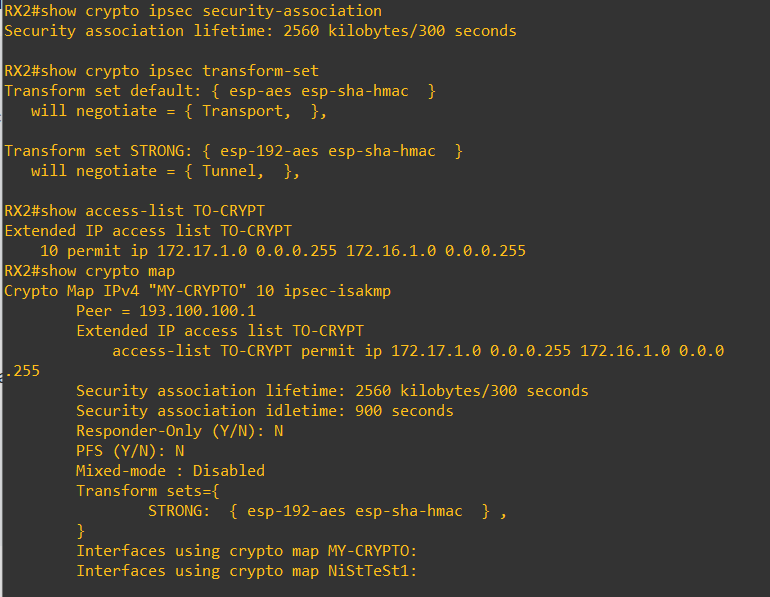 RX2#show crypto ipsec security-association
Security association lifetime: 2560 kilobytes/300 seconds
RX2#show crypto ipsec transform-set
Transform set default: { esp-aes esp-sha-hmac  }
   will negotiate = { Transport,  },
Transform set STRONG: { esp-192-aes esp-sha-hmac  }
   will negotiate = { Tunnel,  },
RX2#show access-list TO-CRYPT
Extended IP access list TO-CRYPT
    10 permit ip 172.17.1.0 0.0.0.255 172.16.1.0 0.0.0.255
RX2#show crypto map
Crypto Map IPv4 "MY-CRYPTO" 10 ipsec-isakmp
        Peer = 193.100.100.1
        Extended IP access list TO-CRYPT
            access-list TO-CRYPT permit ip 172.17.1.0 0.0.0.255 172.16.1.0 0.0.0
.255
        Security association lifetime: 2560 kilobytes/300 seconds
        Security association idletime: 900 seconds
        Responder-Only (Y/N): N
        PFS (Y/N): N
        Mixed-mode : Disabled
        Transform sets={
                STRONG:  { esp-192-aes esp-sha-hmac  } ,
        }
        Interfaces using crypto map MY-CRYPTO:
        Interfaces using crypto map NiStTeSt1: